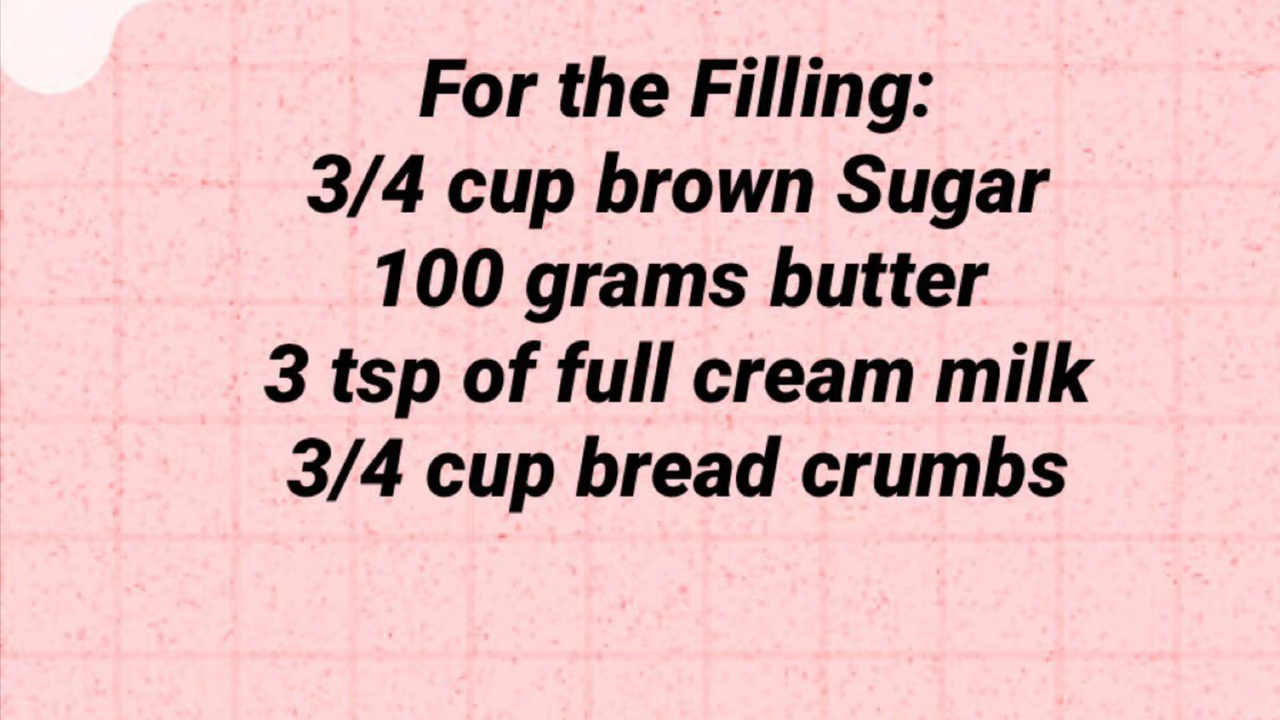 For the Filling:
3/4 cup brown Sugar
100 grams butter
3 tsp of full cream milk
3/4 cup bread crumbs